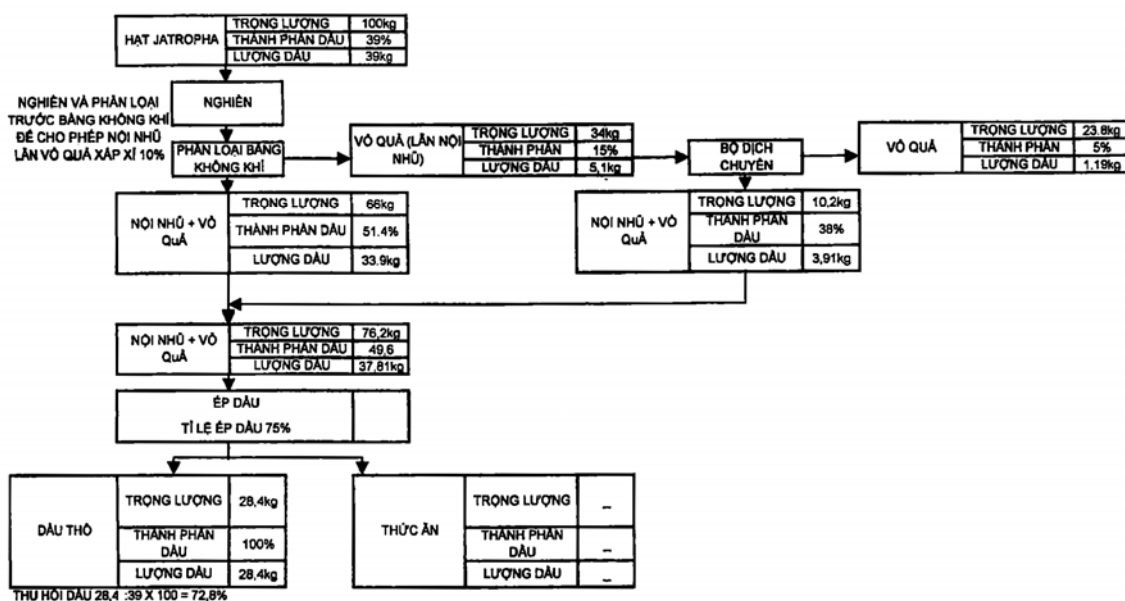 HẠT JATROPHA
TRỌNG LƯỢNG 100kg
THÀNH PHẦN DẦU 39%
LƯỢNG DẦU 39kg
NGHIỀN VÀ PHÂN LOẠI
TRƯỚC BẰNG KHÔNG KHÍ
ĐỂ CHO PHÉP NỘI NHŨ
LẪN VỎ QUẢ XẤP XỈ 10%
NGHIỀN
PHÂN LOẠI BẰNG
KHÔNG KHÍ
VỎ QUẢ (LẪN NỘI
NHŨ)
TRỌNG LƯỢNG 34kg
THÀNH PHẦN 15%
LƯỢNG DẦU 5,1kg
BỘ DỊCH
CHUYỂN
VỎ QUẢ
TRỌNG LƯỢNG 23.8kg
THÀNH PHẦN 5%
LƯỢNG DẦU 1.19kg
NỘI NHŨ + VỎ
QuẢ
TRỌNG LƯỢNG 66kg
THÀNH PHẦN DẦU 51.4%
LƯỢNG DẦU 33.9kg
NỘI NHŨ + VỎ
QuẢ
TRỌNG LƯỢNG 10,2kg
THÀNH PHẦN
DẦU 38%
LƯỢNG DẦU 3,91kg
NỘI NHŨ + VỎ
QuẢ
TRỌNG LƯỢNG 76,2kg
THÀNH PHẦN DẦU 49,6
LƯỢNG DẦU 37,81kg
ÉP DẦU
TỈ LỆ ÉP DẦU 75%
DẦU THÔ
TRỌNG LƯỢNG 28,4kg
THÀNH PHẦN
DẦU 100%
LƯỢNG DẦU 28,4kg
THỨC ĂN
TRỌNG LƯỢNG –
THÀNH PHẦN
DẦU –
LƯỢNG DẦU –
THU HỒI DẦU 28,4 :39 X 100 = 72,8%